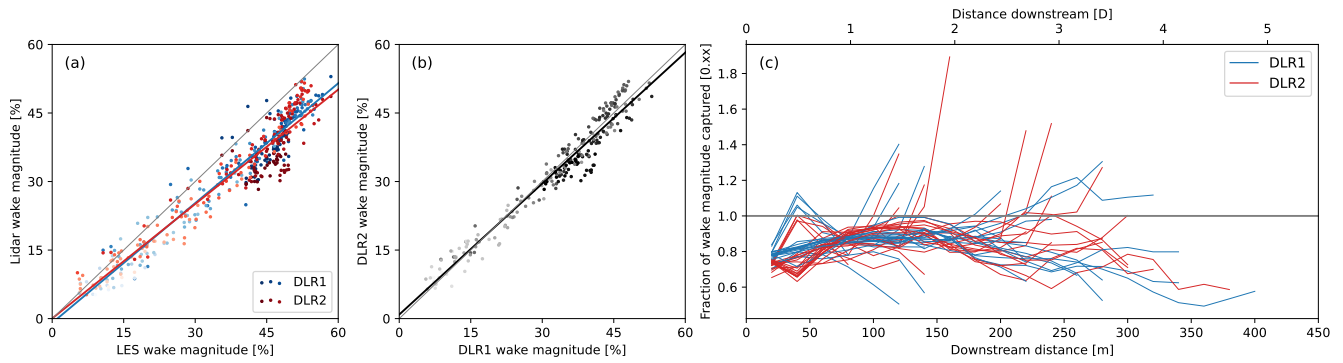 (a)
60
45
30
15
0
Lidar wake magnitude [%]
0 15 30 45 60
LES wake magnitude [%]
DLR1
DLR2
(b)
60
45
30
15
0
DLR2 wake magnitude [%]
0 15 30 45 60
DLR1 wake magnitude [%]
Distance downstream [D]
0 1 2 3 4 5
(c)
DLR1
DLR2
1.8
1.6
1.4
1.2
1.0
0.8
0.6
Fraction of wake magnitude captured [0.xx]
0 50 100 150 200 250 300 350 400 450
Downstream distance [m]